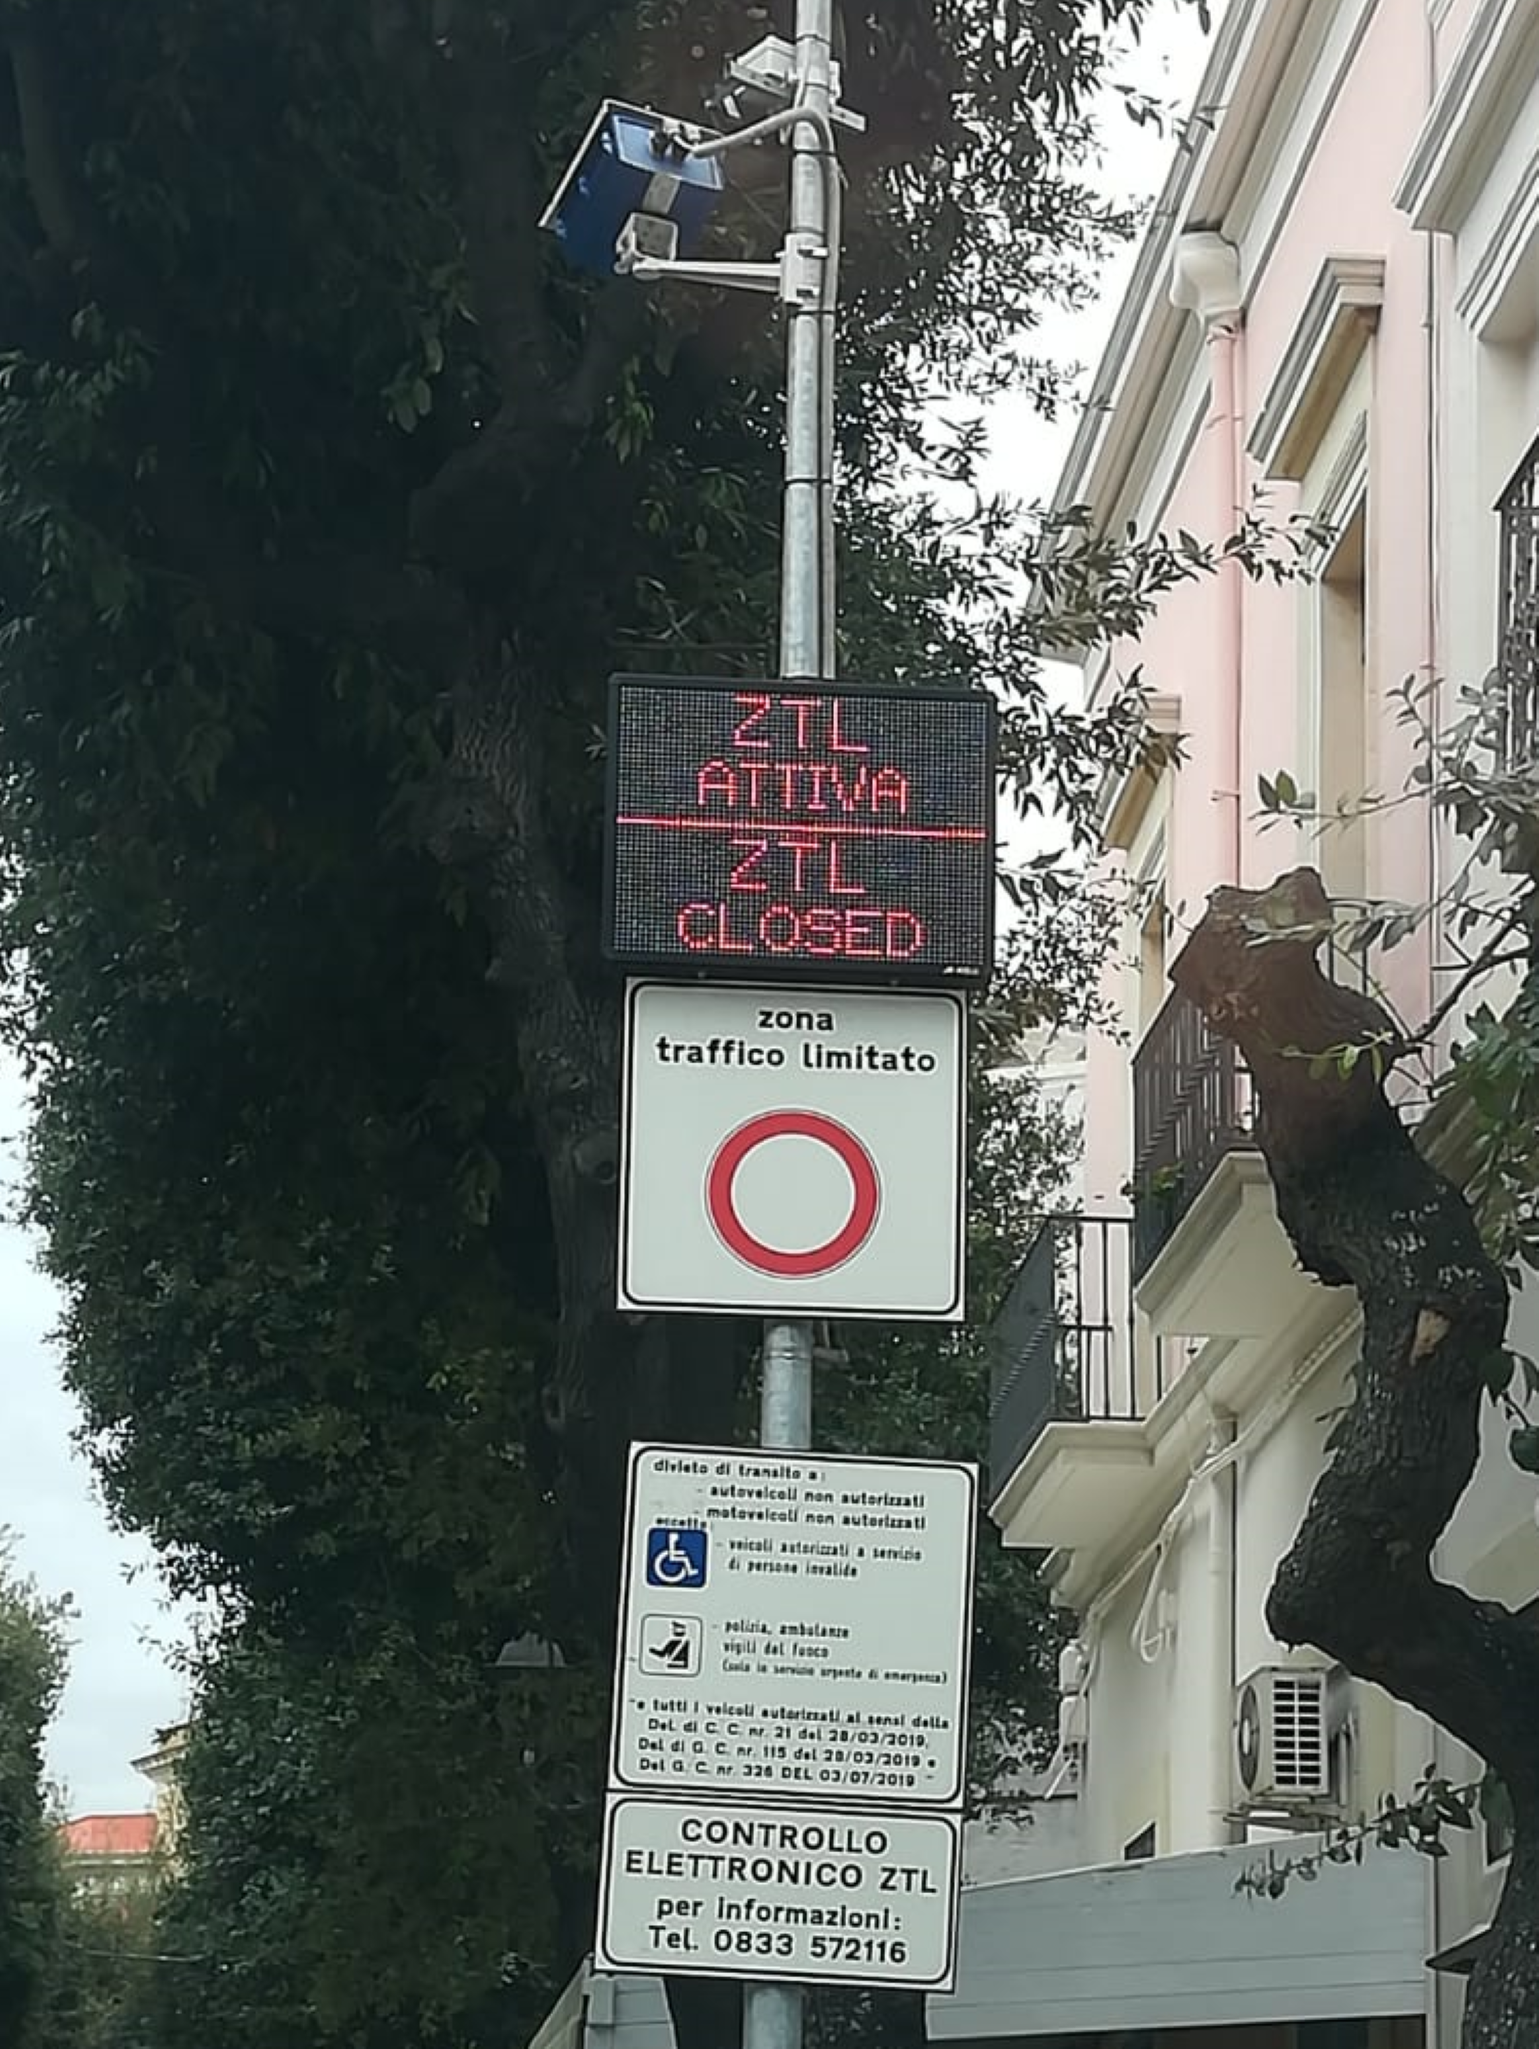 ZTL
ATTIVA
ZTL
CLOSED
zona
traffico limitato
divieto di transito a:
- autoveicoli non autorizzati
- motoveicoli non autorizzati
eccetto:
- veicoli autorizzati a servizio
di persone invalide
- polizia, ambulanze
vigili del fuoco
(solo in servizio urgente di emergenza)
- e tutti i veicoli autorizzati ai sensi della
Del. di C. C. nr. 21 del 28/03/2019,
Del di G. C. nr. 115 del 28/03/2019 e
Del G. C. nr. 326 DEL 03/07/2019 -
CONTROLLO
ELETTRONICO ZTL
per informazioni:
Tel. 0833 572116